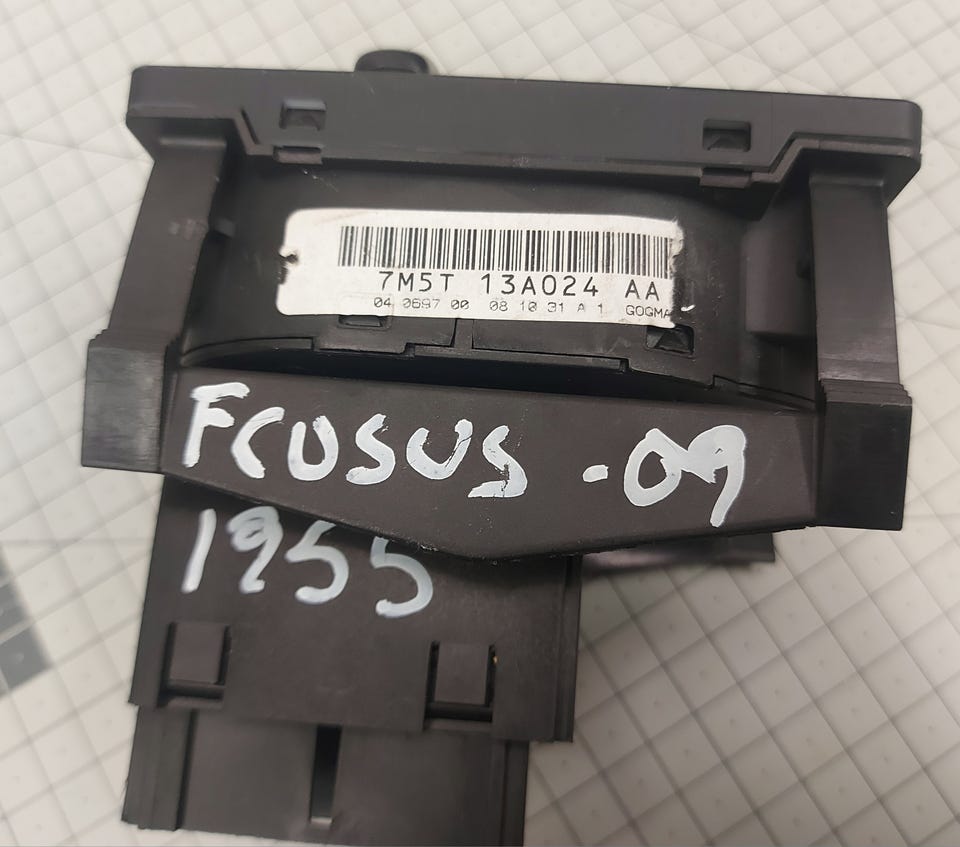 7M5T 13A024 AA
04 0697 00 08 10 31 A 1 GOGMA
FCUSUS -09
1955